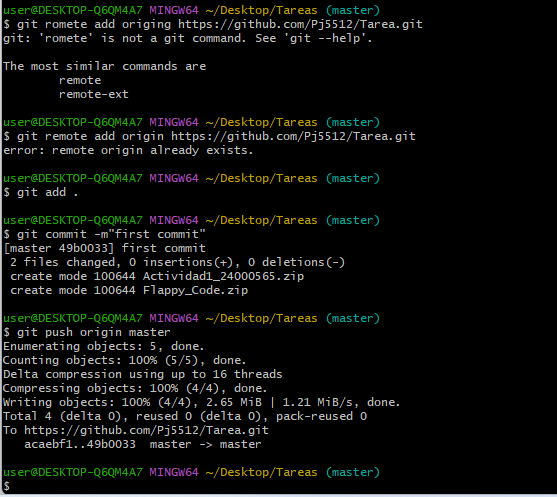 user@DESKTOP-Q6QM4A7 MINGW64 ~/Desktop/Tareas (master)
$ git romete add origing https://github.com/Pj5512/Tarea.git
git: 'romete' is not a git command. See 'git --help'.

The most similar commands are
        remote
        remote-ext

user@DESKTOP-Q6QM4A7 MINGW64 ~/Desktop/Tareas (master)
$ git remote add origin https://github.com/Pj5512/Tarea.git
error: remote origin already exists.

user@DESKTOP-Q6QM4A7 MINGW64 ~/Desktop/Tareas (master)
$ git add .

user@DESKTOP-Q6QM4A7 MINGW64 ~/Desktop/Tareas (master)
$ git commit -m"first commit"
[master 49b0033] first commit
 2 files changed, 0 insertions(+), 0 deletions(-)
 create mode 100644 Actividad1_24000565.zip
 create mode 100644 Flappy_Code.zip

user@DESKTOP-Q6QM4A7 MINGW64 ~/Desktop/Tareas (master)
$ git push origin master
Enumerating objects: 5, done.
Counting objects: 100% (5/5), done.
Delta compression using up to 16 threads
Compressing objects: 100% (4/4), done.
Writing objects: 100% (4/4), 2.65 MiB | 1.21 MiB/s, done.
Total 4 (delta 0), reused 0 (delta 0), pack-reused 0
To https://github.com/Pj5512/Tarea.git
   acaebf1..49b0033  master -> master

user@DESKTOP-Q6QM4A7 MINGW64 ~/Desktop/Tareas (master)
$